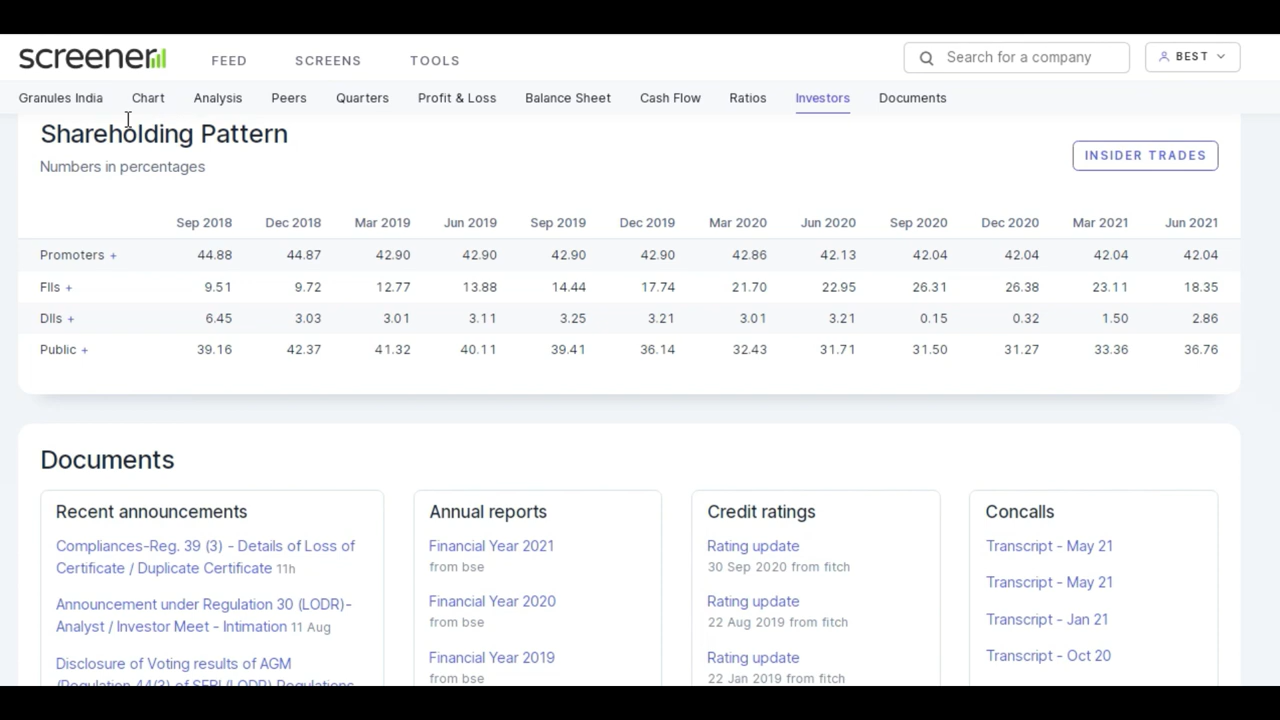 screener FEED SCREENS TOOLS Search for a company BEST
Granules India Chart Analysis Peers Quarters Profit & Loss Balance Sheet Cash Flow Ratios Investors Documents
Shareholding Pattern
Numbers in percentages
INSIDER TRADES
Sep 2018 Dec 2018 Mar 2019 Jun 2019 Sep 2019 Dec 2019 Mar 2020 Jun 2020 Sep 2020 Dec 2020 Mar 2021 Jun 2021
Promoters + 44.88 44.87 42.90 42.90 42.90 42.90 42.86 42.13 42.04 42.04 42.04 42.04
FIIs + 9.51 9.72 12.77 13.88 14.44 17.74 21.70 22.95 26.31 26.38 23.11 18.35
DIIs + 6.45 3.03 3.01 3.11 3.25 3.21 3.01 3.21 0.15 0.32 1.50 2.86
Public + 39.16 42.37 41.32 40.11 39.41 36.14 32.43 31.71 31.50 31.27 33.36 36.76
Documents
Recent announcements
Compliances-Reg. 39 (3) - Details of Loss of
Certificate / Duplicate Certificate 11h
Announcement under Regulation 30 (LODR)-
Analyst / Investor Meet - Intimation 11 Aug
Disclosure of Voting results of AGM
(Regulation 44(3) of SEBI (LODR) Regulations
Annual reports
Financial Year 2021
from bse
Financial Year 2020
from bse
Financial Year 2019
from bse
Credit ratings
Rating update
30 Sep 2020 from fitch
Rating update
22 Aug 2019 from fitch
Rating update
22 Jan 2019 from fitch
Concalls
Transcript - May 21
Transcript - May 21
Transcript - Jan 21
Transcript - Oct 20